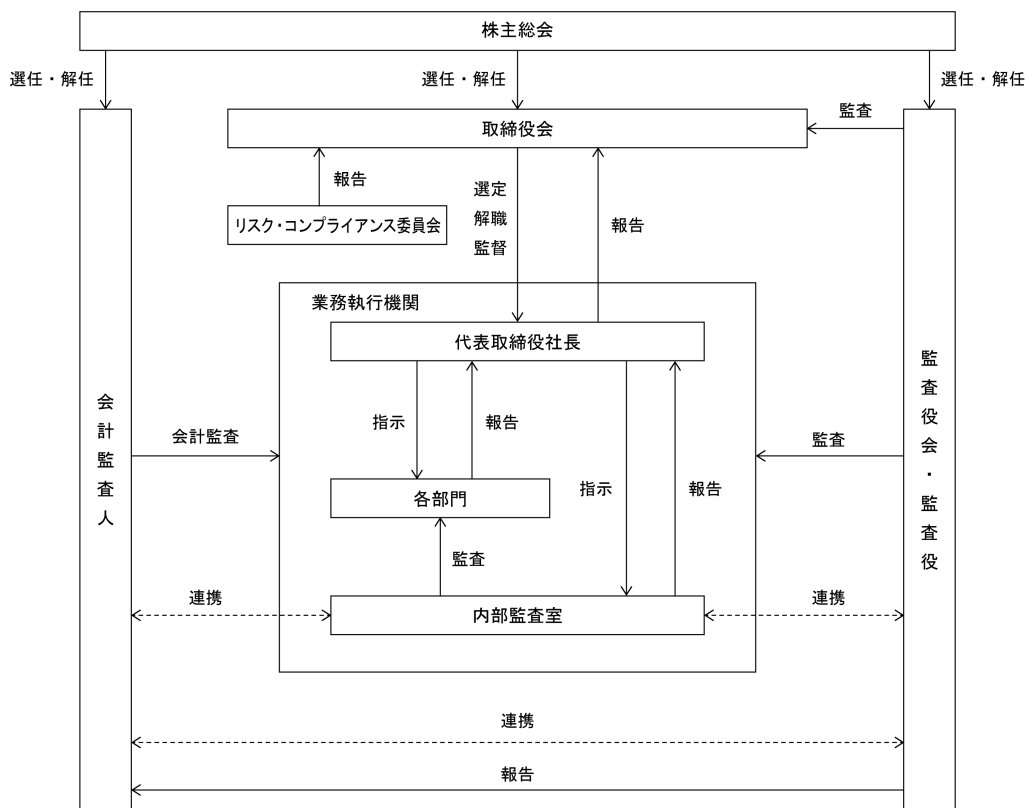 株主総会
選任・解任
選任・解任
選任・解任
取締役会
監査
報告
リスク・コンプライアンス委員会
選定
解職
監督
報告
業務執行機関
代表取締役社長
指示
報告
指示
報告
会計監査人
会計監査
監査
監査役会・監査役
各部門
監査
連携
内部監査室
連携
連携
報告